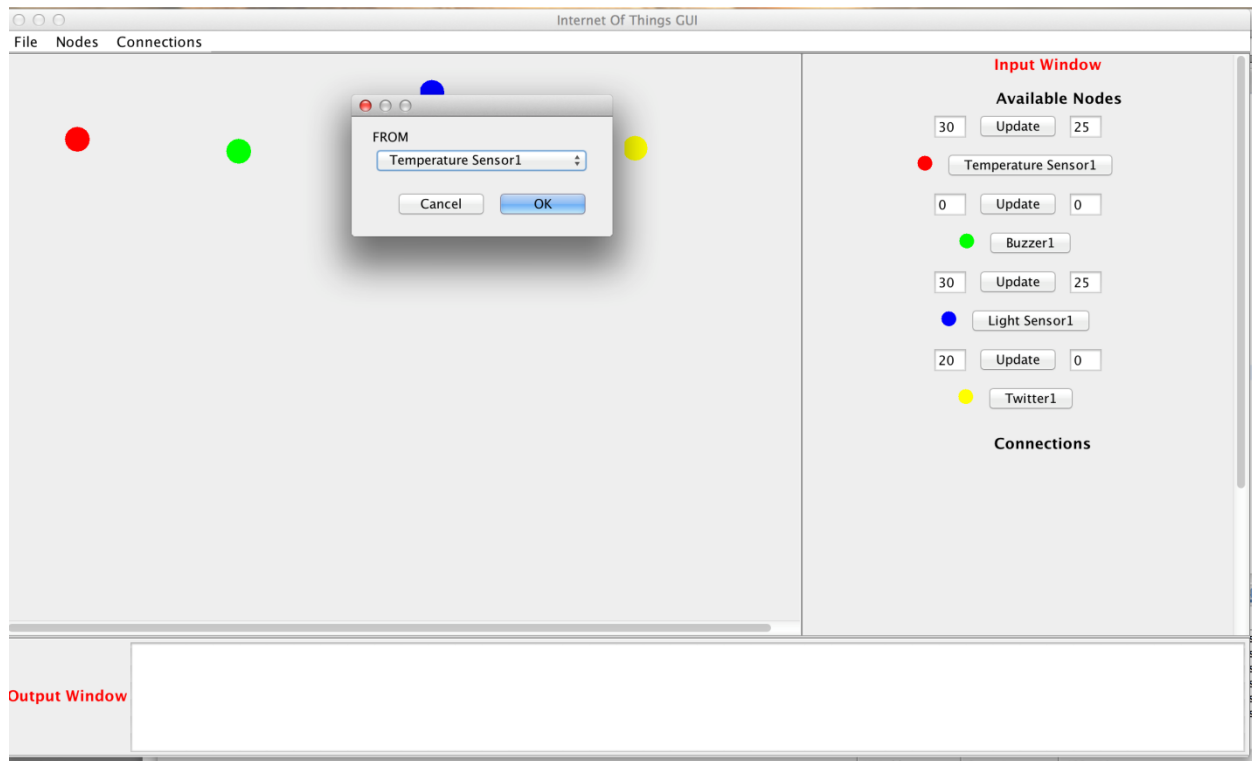 Internet Of Things GUI
File Nodes Connections
FROM
Temperature Sensor1
Cancel OK
Input Window
Available Nodes
30 Update 25
Temperature Sensor1
0 Update 0
Buzzer1
30 Update 25
Light Sensor1
20 Update 0
Twitter1
Connections
Output Window